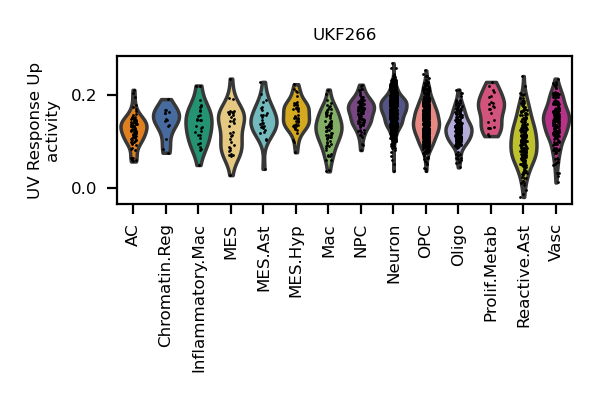 UKF266
UV Response Up
activity
0.2
0.0
AC
Chromatin.Reg
Inflammatory.Mac
MES
MES.Ast
MES.Hyp
Mac
NPC
Neuron
OPC
Oligo
Prolif.Metab
Reactive.Ast
Vasc